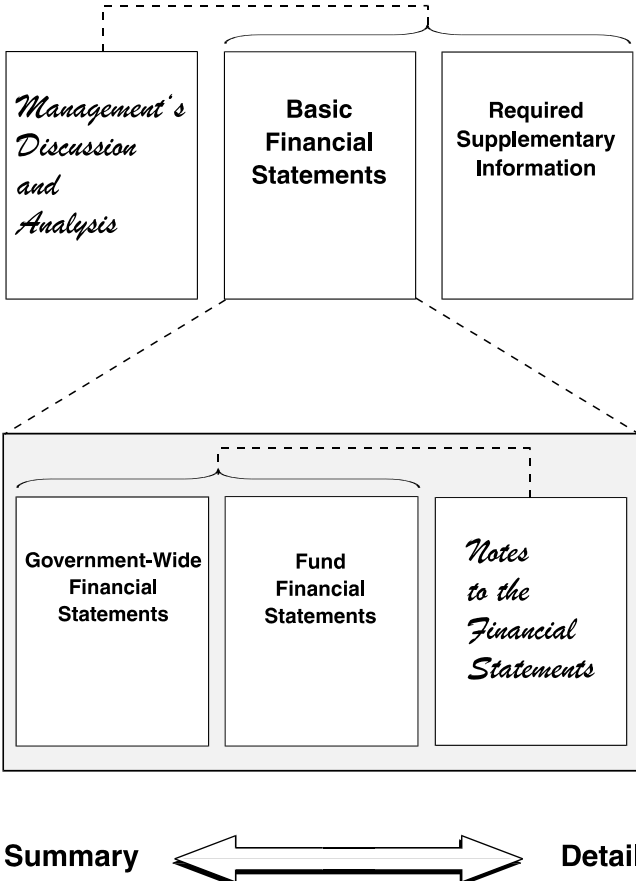 Management's
Discussion
and
Analysis
Basic
Financial
Statements
Required
Supplementary
Information
Government-Wide
Financial
Statements
Fund
Financial
Statements
Notes
to the
Financial
Statements
Summary
Detail